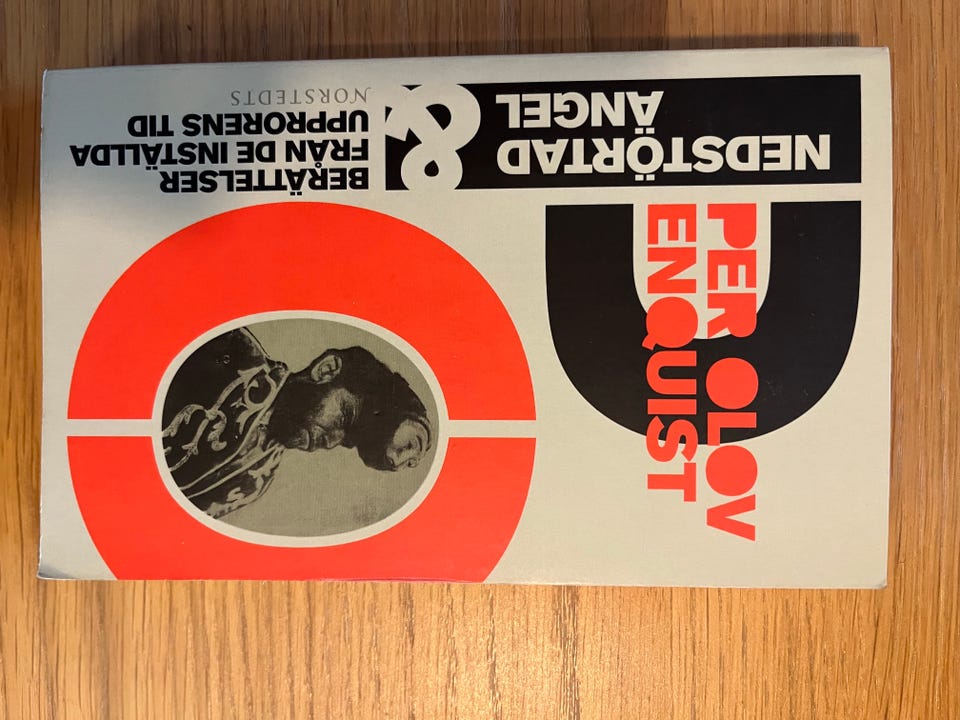 PER OLOV
ENQUIST
NEDSTÖRTAD
ÄNGEL
&
BERÄTTELSER
FRÅN DE INSTÄLLDA
UPPRORENS TID
NORSTEDTS